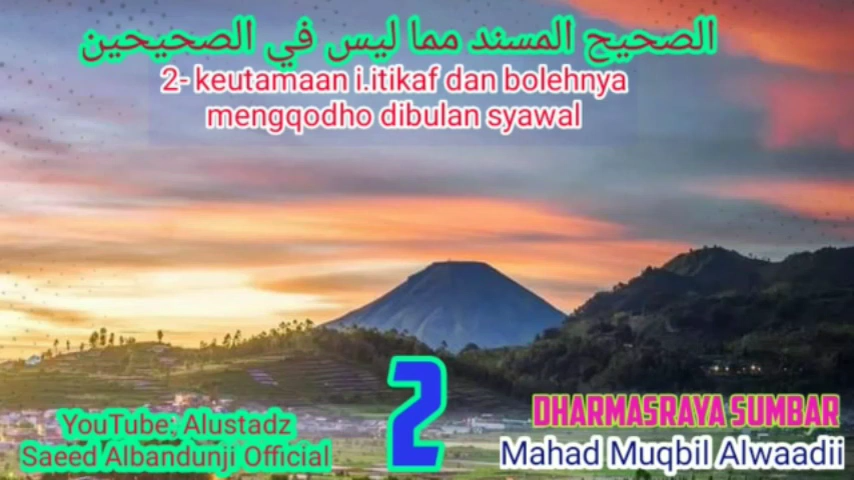 الصحيح المسند مما ليس في الصحيحين
2- keutamaan i.itikaf dan bolehnya
mengqodho dibulan syawal
2
YouTube; Alustadz
Saeed Albandunji Official
DHARMASRAYA SUMBAR
Mahad Muqbil Alwaadii